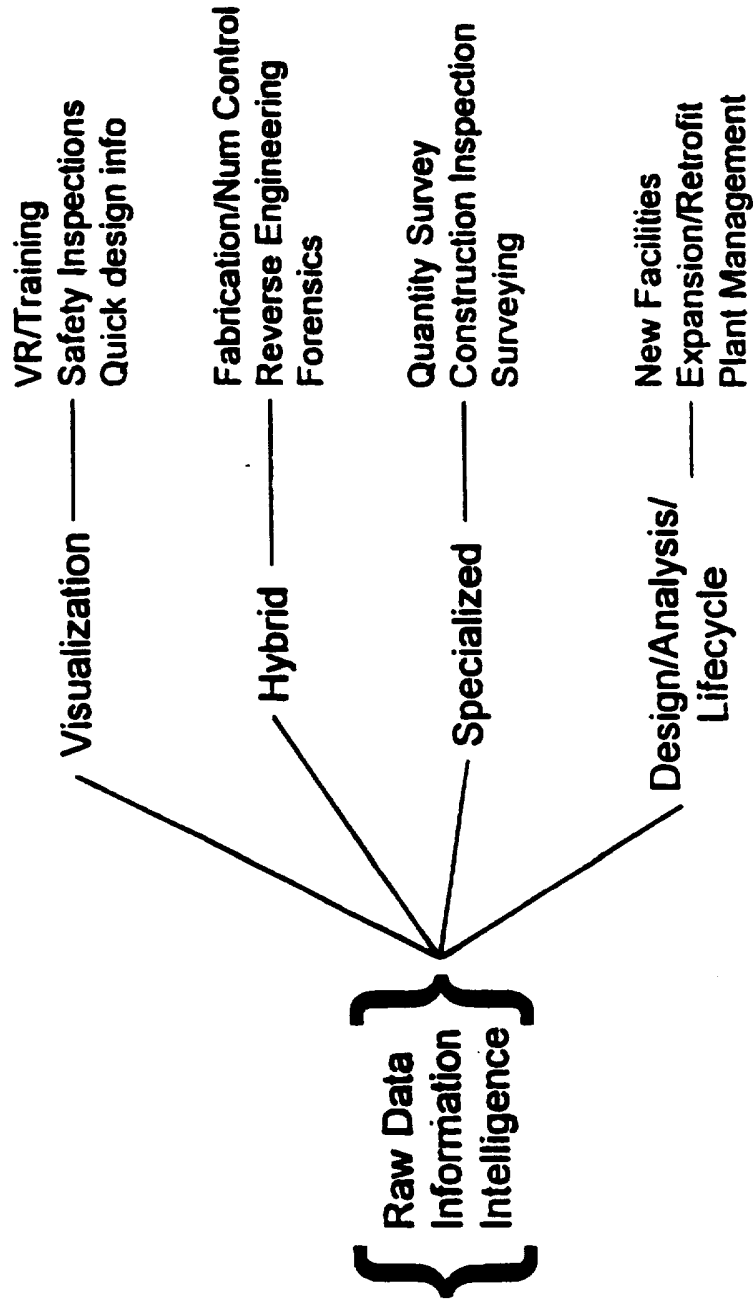 Raw Data
Information
Intelligence
Visualization
VR/Training
Safety Inspections
Quick design info
Hybrid
Fabrication/Num Control
Reverse Engineering
Forensics
Specialized
Quantity Survey
Construction Inspection
Surveying
Design/Analysis/
Lifecycle
New Facilities
Expansion/Retrofit
Plant Management